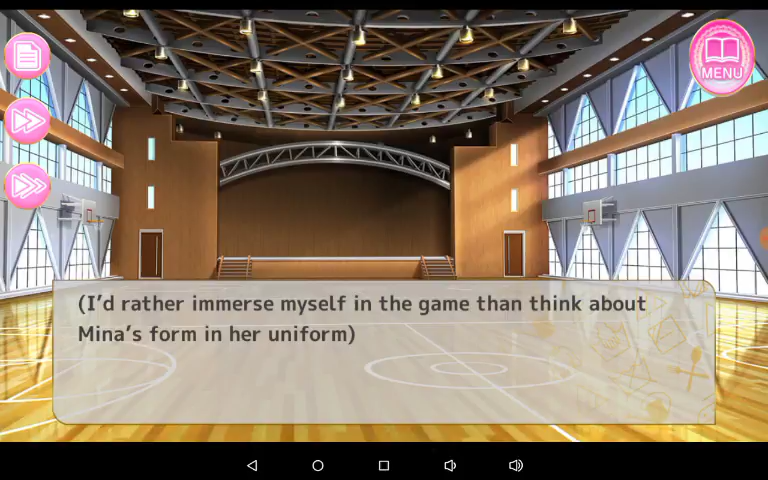 MENU
(I'd rather immerse myself in the game than think about
Mina's form in her uniform)